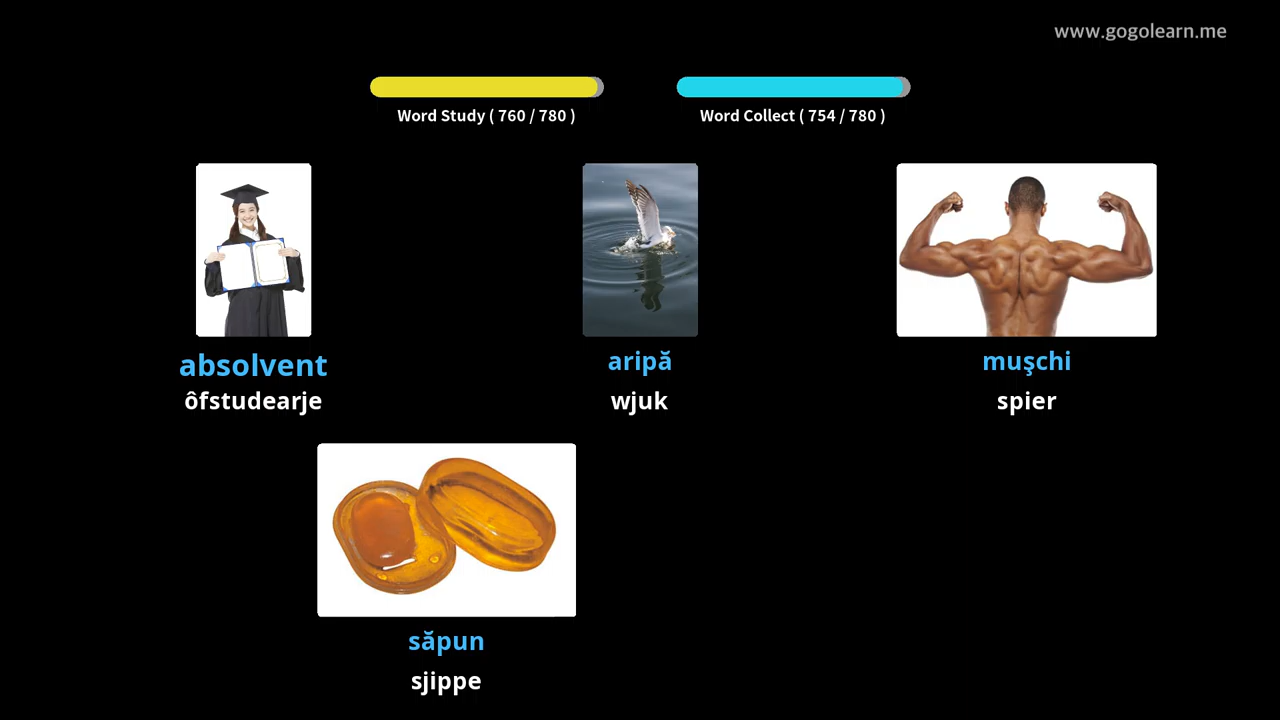 www.gogolearn.me
Word Study ( 760 / 780 )
Word Collect ( 754 / 780 )
absolvent
ôfstudearje
aripă
wjuk
muşchi
spier
săpun
sjippe